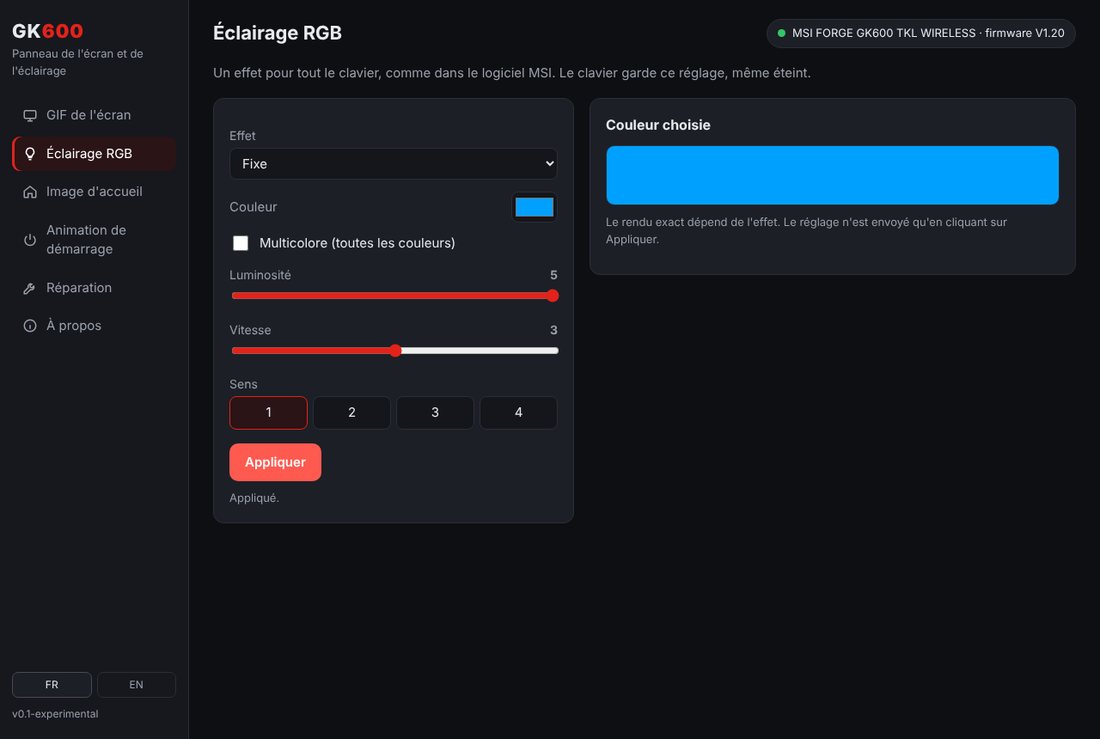 GK600
Panneau de l'écran et de
l'éclairage
GIF de l'écran
Éclairage RGB
Image d'accueil
Animation de
démarrage
Réparation
À propos
FR
EN
v0.1-experimental
Éclairage RGB
MSI FORGE GK600 TKL WIRELESS · firmware V1.20
Un effet pour tout le clavier, comme dans le logiciel MSI. Le clavier garde ce réglage, même éteint.
Effet
Fixe
Couleur
Multicolore (toutes les couleurs)
Luminosité 5
Vitesse 3
Sens
1 2 3 4
Appliquer
Appliqué.
Couleur choisie
Le rendu exact dépend de l'effet. Le réglage n'est envoyé qu'en cliquant sur
Appliquer.